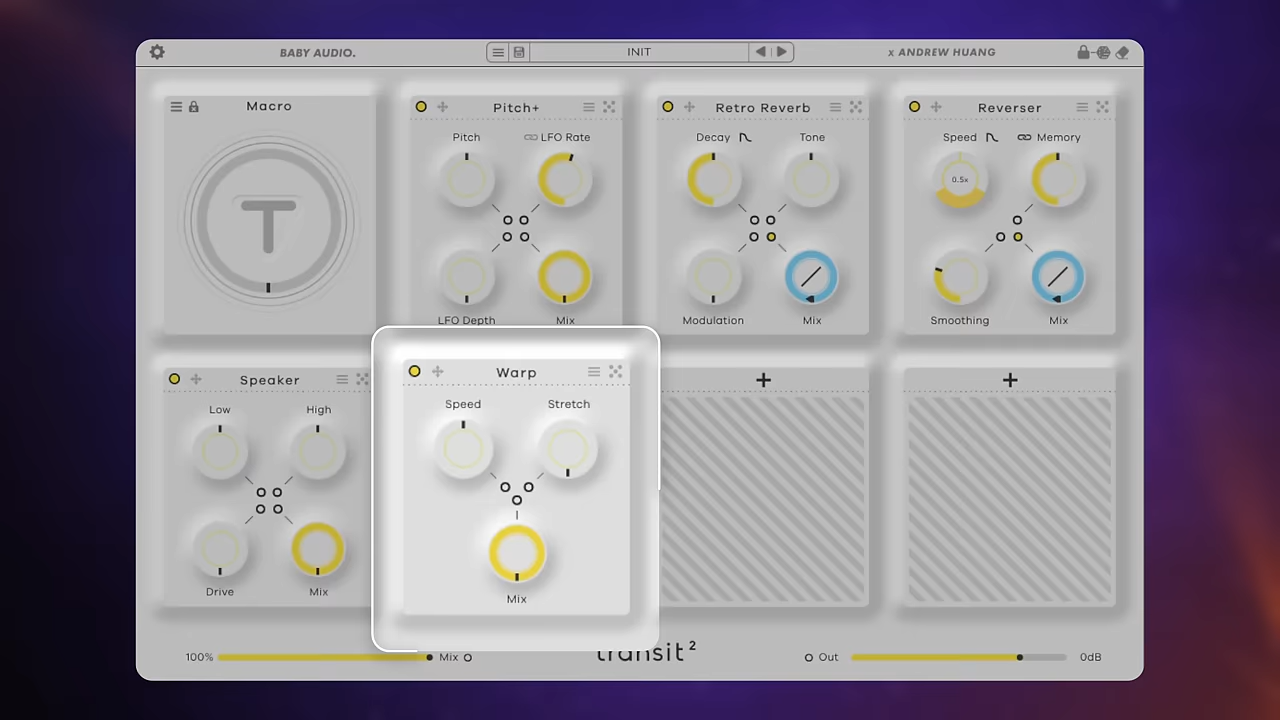 BABY AUDIO.
INIT
x ANDREW HUANG
Macro
T
Pitch+
Pitch
LFO Rate
LFO Depth
Mix
Retro Reverb
Decay
Tone
Modulation
Mix
Reverser
Speed
Memory
0.5x
Smoothing
Mix
Speaker
Low
High
Drive
Mix
Warp
Speed
Stretch
Mix
+
+
100%
Mix
transit²
Out
0dB